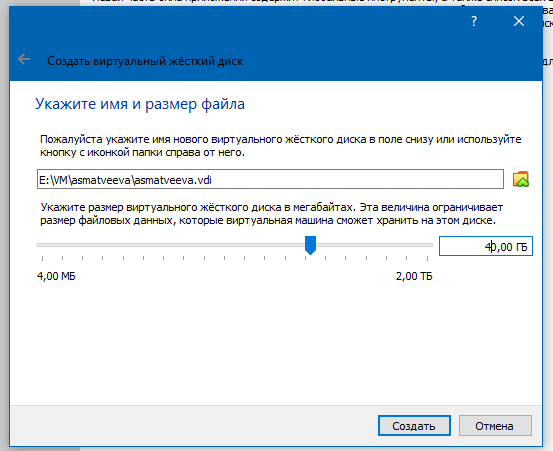 ?
Создать виртуальный жёсткий диск
Укажите имя и размер файла
Пожалуйста укажите имя нового виртуального жёсткого диска в поле снизу или используйте
кнопку с иконкой папки справа от него.
E:\VM\asmatveeva\asmatveeva.vdi
Укажите размер виртуального жёсткого диска в мегабайтах. Эта величина ограничивает
размер файловых данных, которые виртуальная машина сможет хранить на этом диске.
40,00 ГБ
4,00 МБ 2,00 ТБ
Создать Отмена